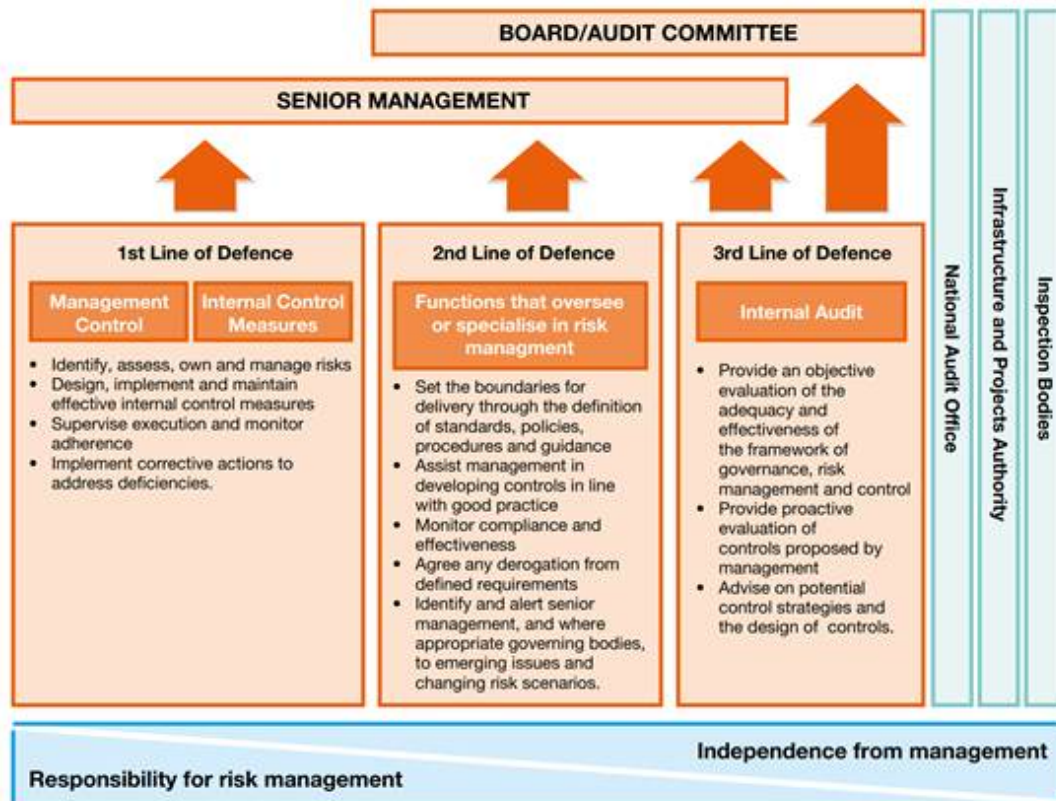 BOARD/AUDIT COMMITTEE
SENIOR MANAGEMENT
1st Line of Defence
Management
Control
Internal Control
Measures
• Identify, assess, own and manage risks
• Design, implement and maintain
effective internal control measures
• Supervise execution and monitor
adherence
• Implement corrective actions to
address deficiencies.
2nd Line of Defence
Functions that oversee
or specialise in risk
managment
• Set the boundaries for
delivery through the definition
of standards, policies,
procedures and guidance
• Assist management in
developing controls in line
with good practice
• Monitor compliance and
effectiveness
• Agree any derogation from
defined requirements
• Identify and alert senior
management, and where
appropriate governing bodies,
to emerging issues and
changing risk scenarios.
3rd Line of Defence
Internal Audit
• Provide an objective
evaluation of the
adequacy and
effectiveness of
the framework of
governance, risk
management and control
• Provide proactive
evaluation of
controls proposed by
management
• Advise on potential
control strategies and
the design of controls.
National Audit Office
Infrastructure and Projects Authority
Inspection Bodies
Independence from management
Responsibility for risk management